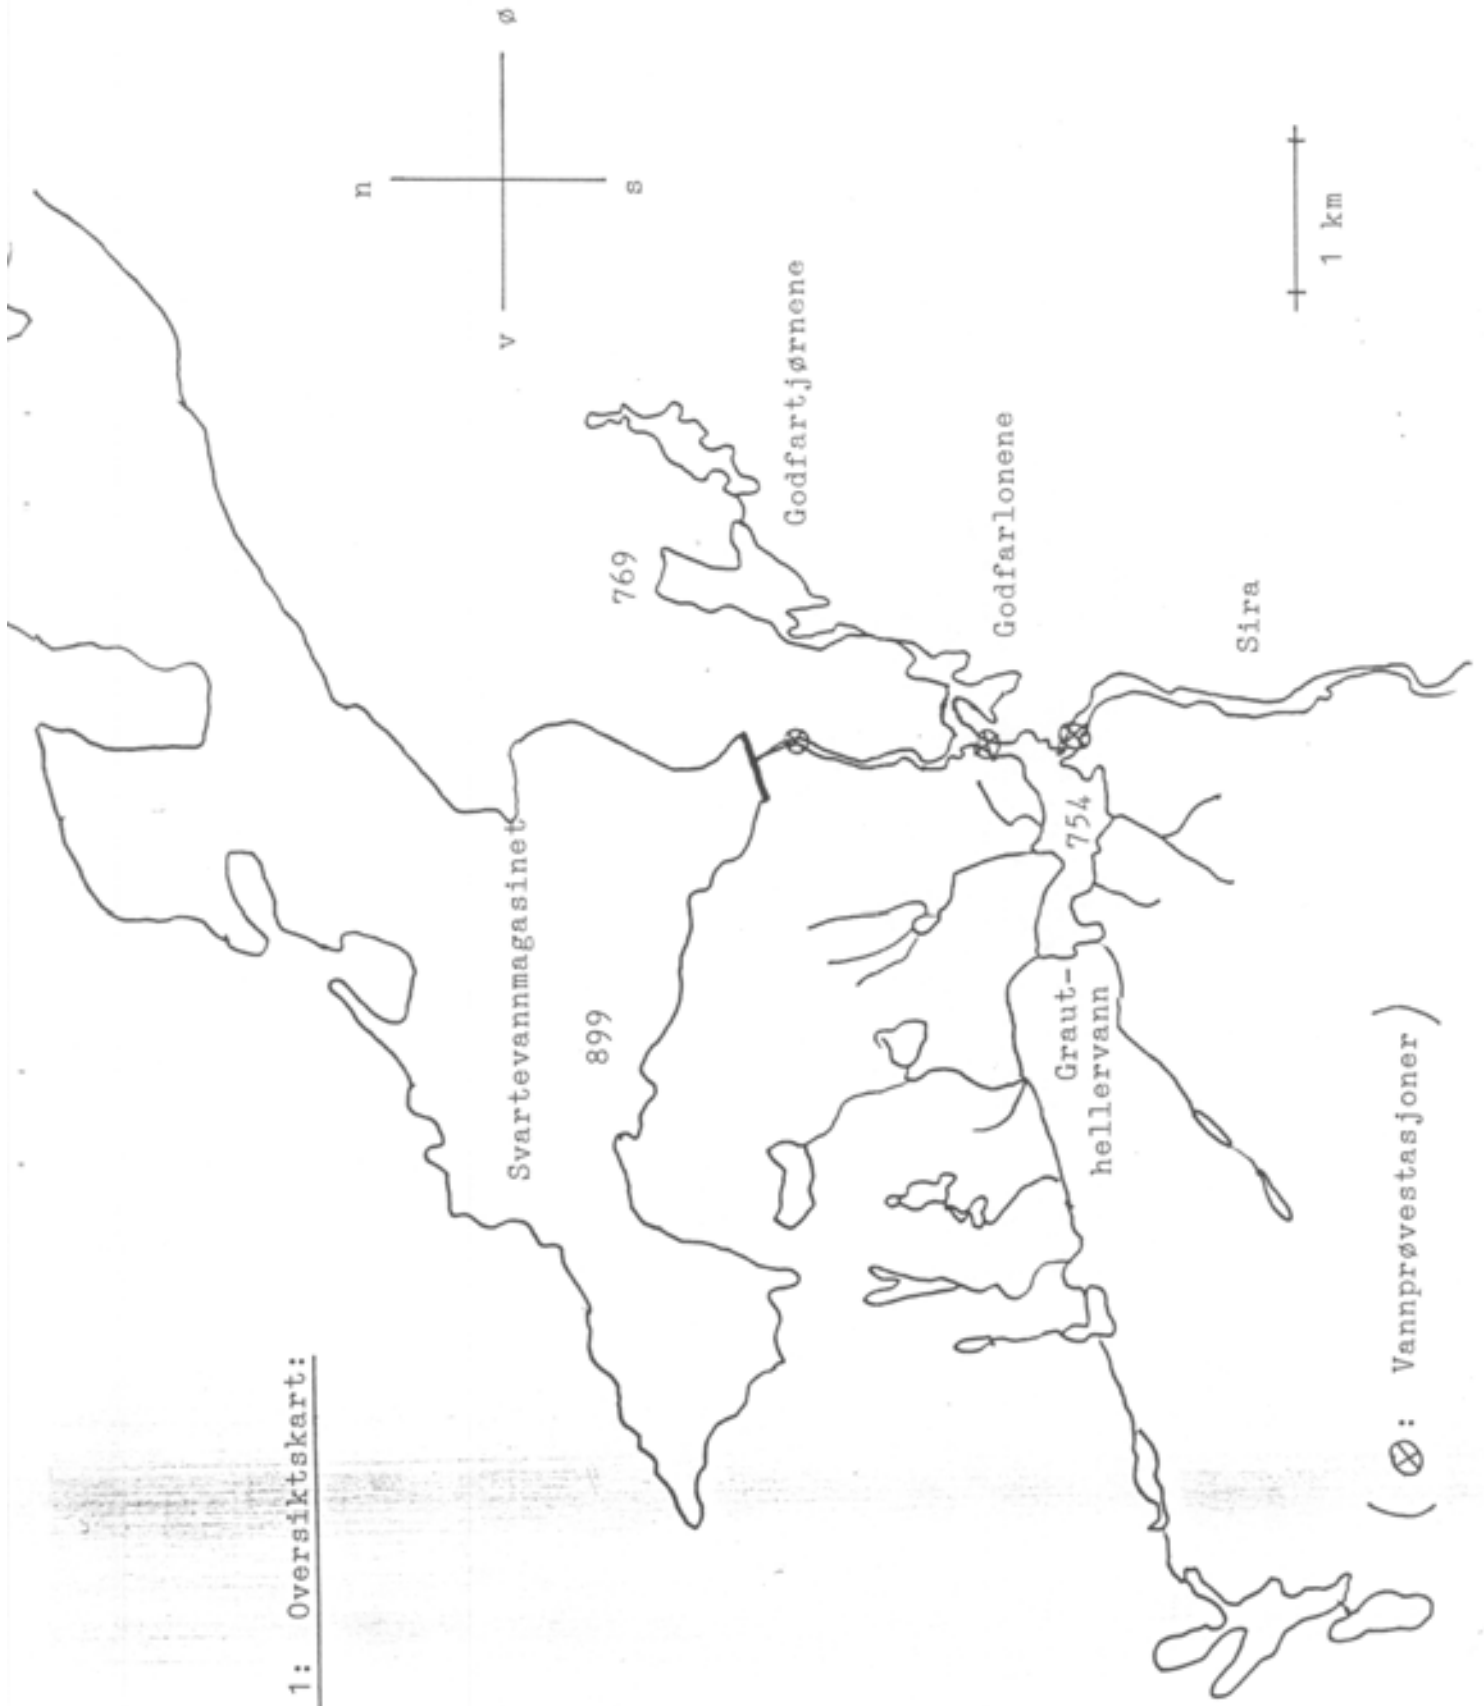 1: Oversiktskart:
n
v
ø
s
Svartevannmagasinet
899
769
Godfartjørnene
Godfarlonene
754
Graut-
hellervann
Sira
1 km
(⊗: Vannprøvestasjoner)